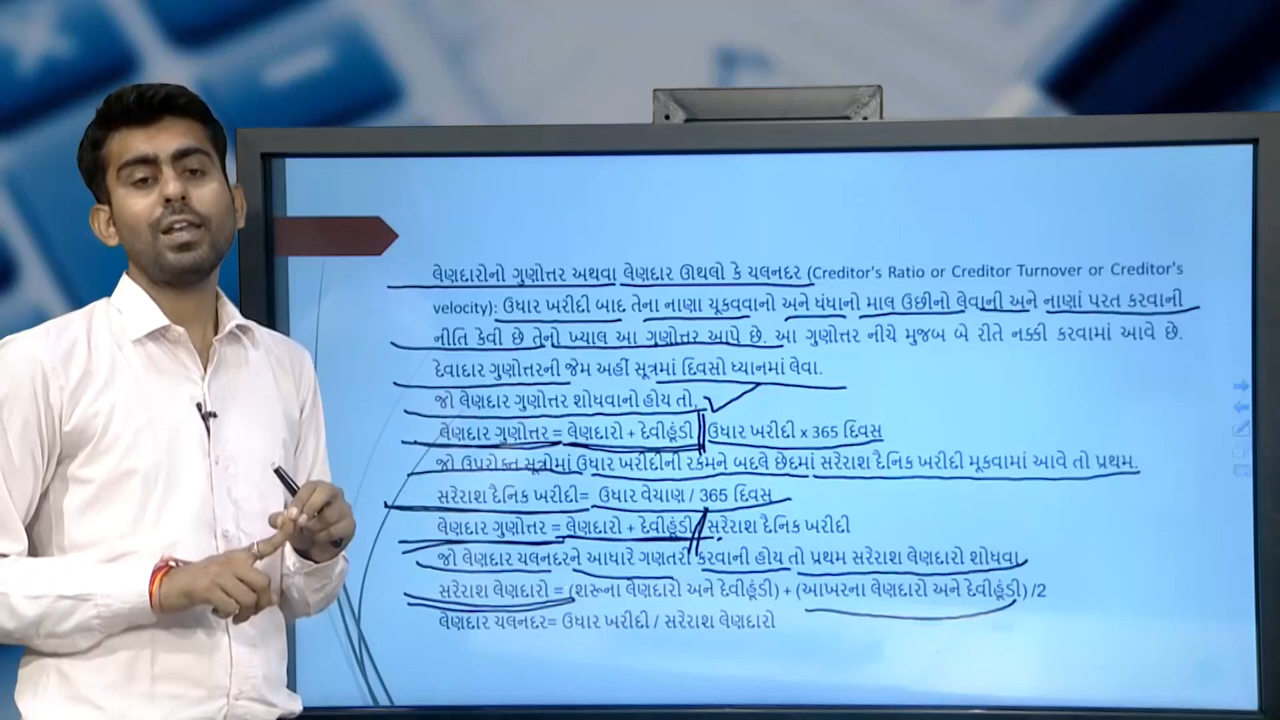 લેણદારોનો ગુણોત્તર અથવા લેણદાર ઊથલો કે ચલનદર (Creditor's Ratio or Creditor Turnover or Creditor's
velocity): ઉધાર ખરીદી બાદ તેના નાણા ચૂકવવાનો અને ધંધાનો માલ ઉછીનો લેવાની અને નાણાં પરત કરવાની
નીતિ કેવી છે તેનો ખ્યાલ આ ગુણોત્તર આપે છે. આ ગુણોત્તર નીચે મુજબ બે રીતે નક્કી કરવામાં આવે છે.
દેવાદાર ગુણોત્તરની જેમ અહીં સૂત્રમાં દિવસો ધ્યાનમાં લેવા.
જો લેણદાર ગુણોત્તર શોધવાનો હોય તો,
લેણદાર ગુણોત્તર = લેણદારો + દેવીહૂંડી / ઉધાર ખરીદી x 365 દિવસ
જો ઉપરોક્ત સૂત્રોમાં ઉધાર ખરીદીની રકમને બદલે છેદમાં સરેરાશ દૈનિક ખરીદી મૂકવામાં આવે તો પ્રથમ.
સરેરાશ દૈનિક ખરીદી= ઉધાર વેચાણ / 365 દિવસ
લેણદાર ગુણોત્તર = લેણદારો + દેવીહૂંડી / સરેરાશ દૈનિક ખરીદી
જો લેણદાર ચલનદરને આધારે ગણતરી કરવાની હોય તો પ્રથમ સરેરાશ લેણદારો શોધવા
સરેરાશ લેણદારો = (શરૂના લેણદારો અને દેવીહૂંડી) + (આખરના લેણદારો અને દેવીહૂંડી) /2
લેણદાર ચલનદર= ઉધાર ખરીદી / સરેરાશ લેણદારો